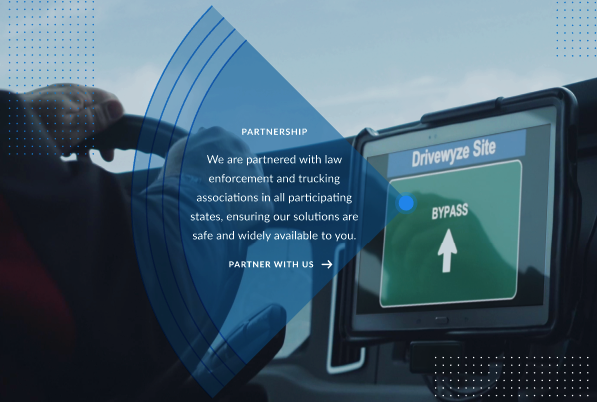 PARTNERSHIP
We are partnered with law
enforcement and trucking
associations in all participating
states, ensuring our solutions are
safe and widely available to you.
PARTNER WITH US →
Drivewyze Site
BYPASS